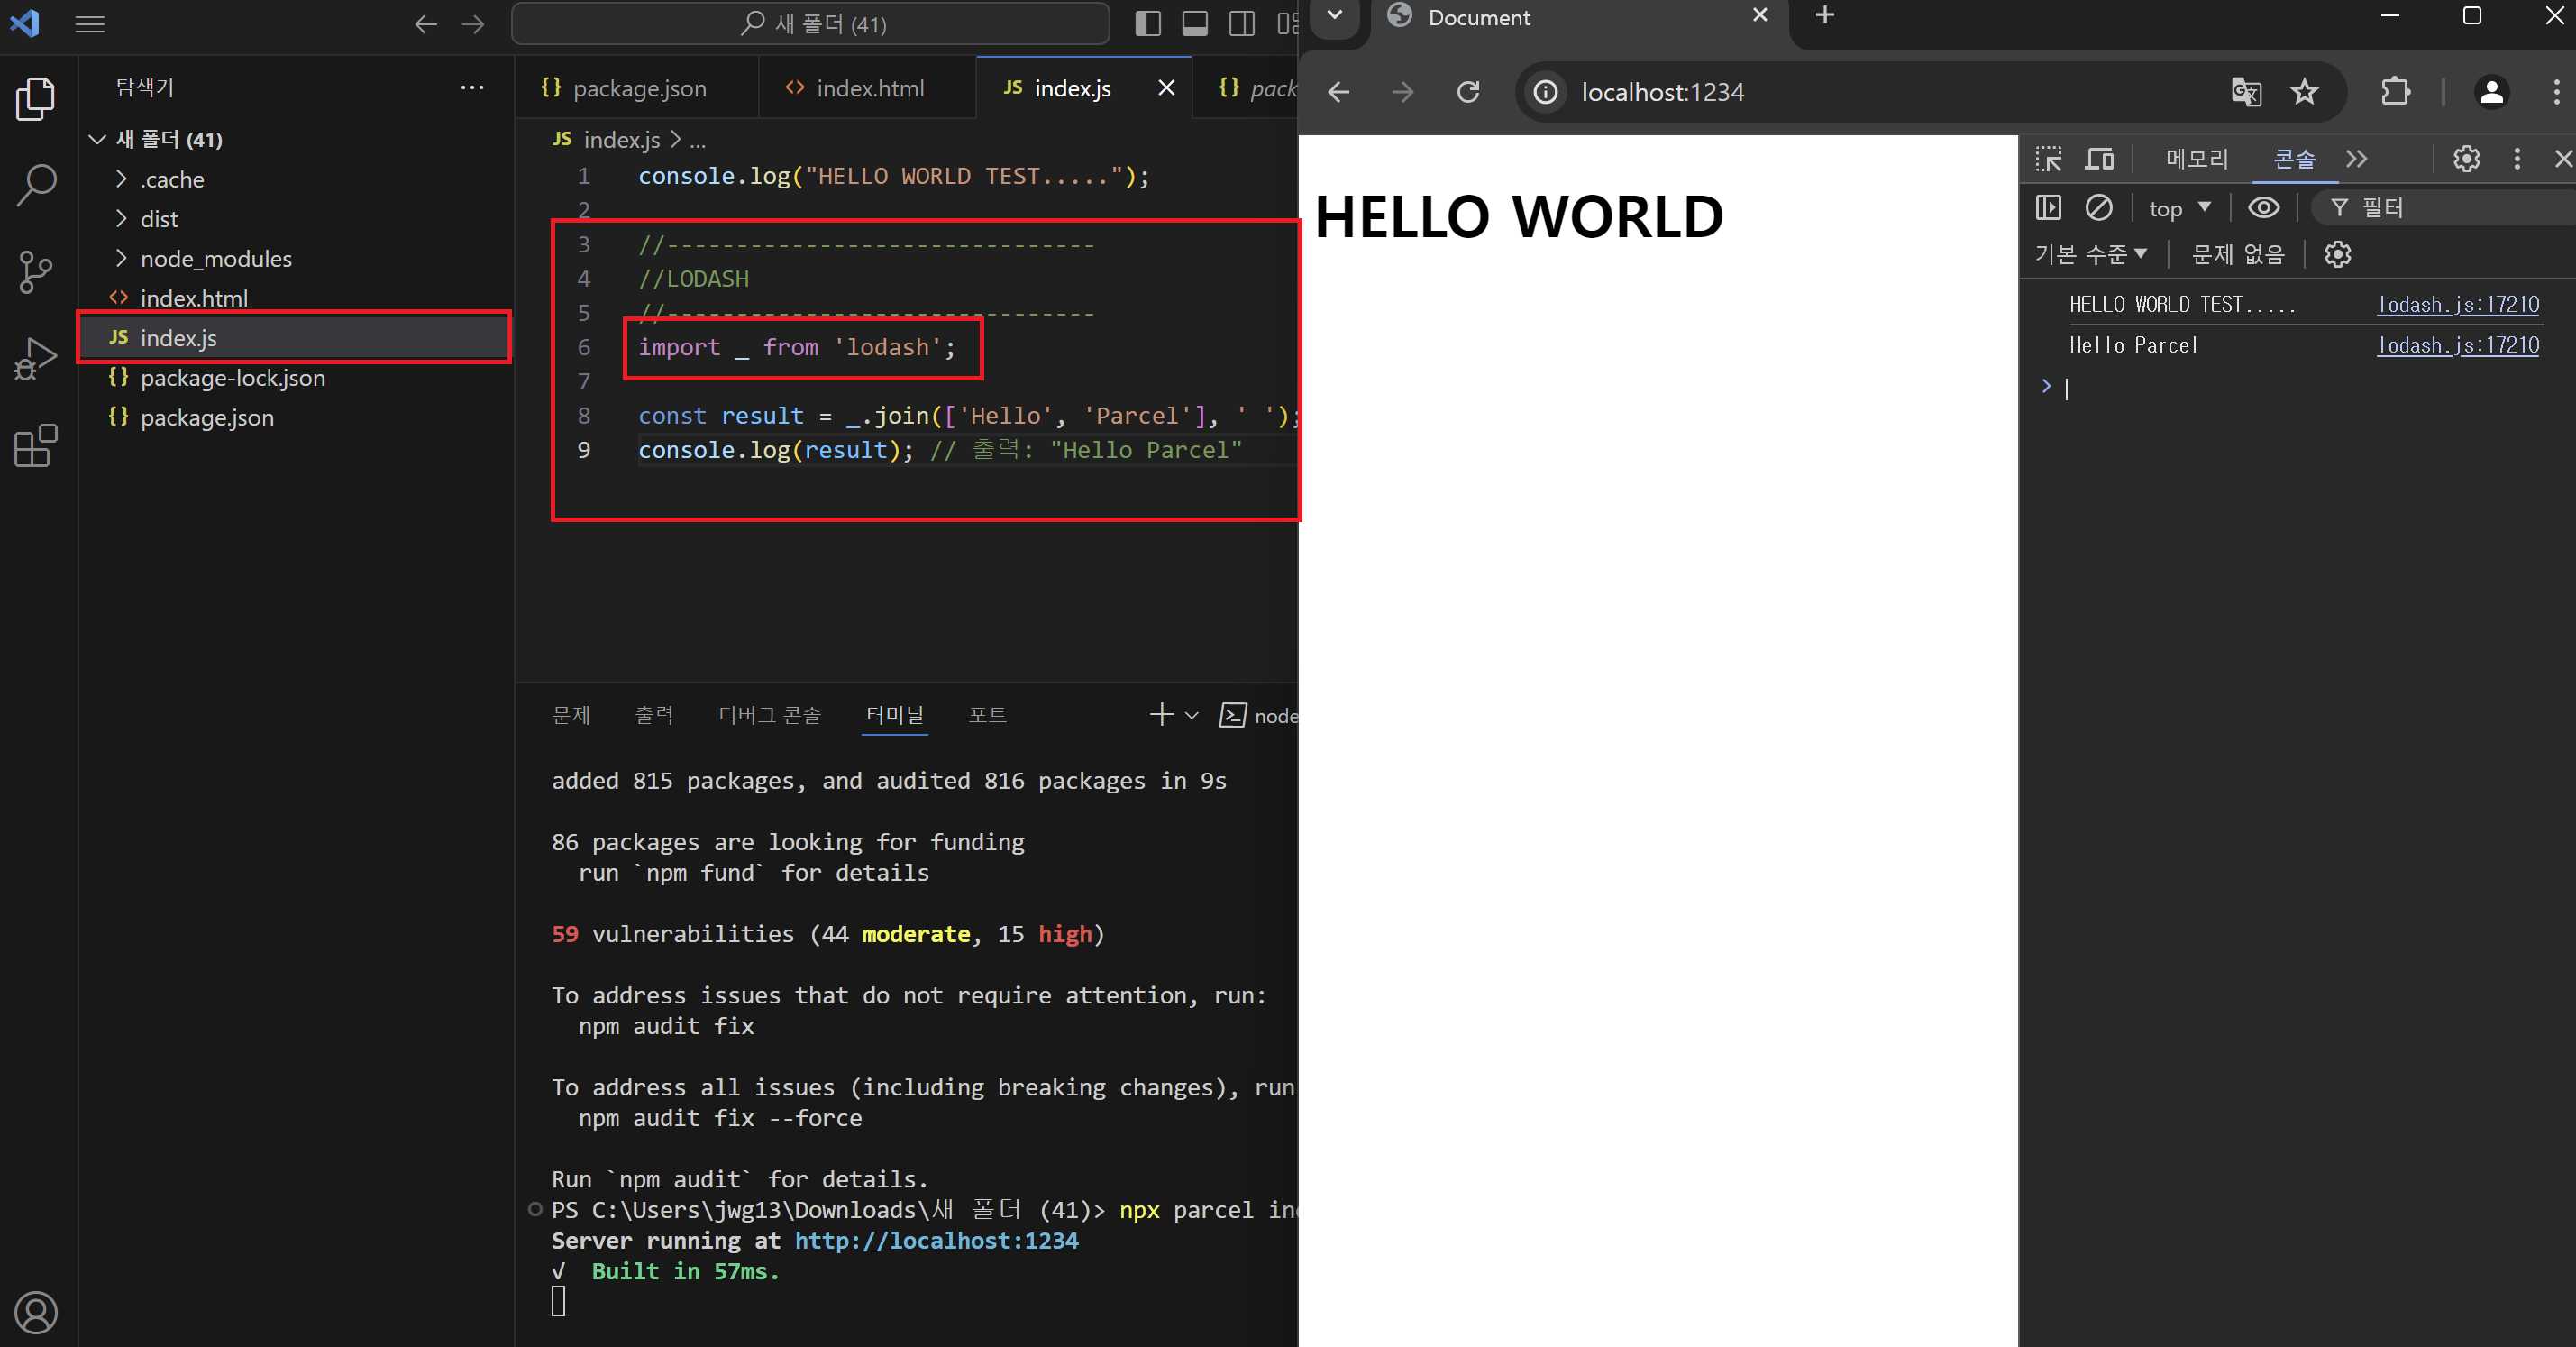 새 폴더 (41)
탐색기
새 폴더 (41)
.cache
dist
node_modules
index.html
JS index.js
{} package-lock.json
{} package.json
{} package.json
index.html
JS index.js
{} pack
JS index.js > ...
1 console.log("HELLO WORLD TEST.....");
2
3 //-------------------------------
4 //LODASH
5 //-------------------------------
6 import _ from 'lodash';
7
8 const result = _.join(['Hello', 'Parcel'], ' ');
9 console.log(result); // 출력: "Hello Parcel"
문제 출력 디버그 콘솔 터미널 포트
node
added 815 packages, and audited 816 packages in 9s
86 packages are looking for funding
run `npm fund` for details
59 vulnerabilities (44 moderate, 15 high)
To address issues that do not require attention, run:
npm audit fix
To address all issues (including breaking changes), run
npm audit fix --force
Run `npm audit` for details.
PS C:\Users\jwg13\Downloads\새 폴더 (41)> npx parcel in
Server running at http://localhost:1234
√ Built in 57ms.
Document
localhost:1234
HELLO WORLD
메모리 콘솔
top 필터
기본 수준 문제 없음
HELLO WORLD TEST..... lodash.js:17210
Hello Parcel lodash.js:17210